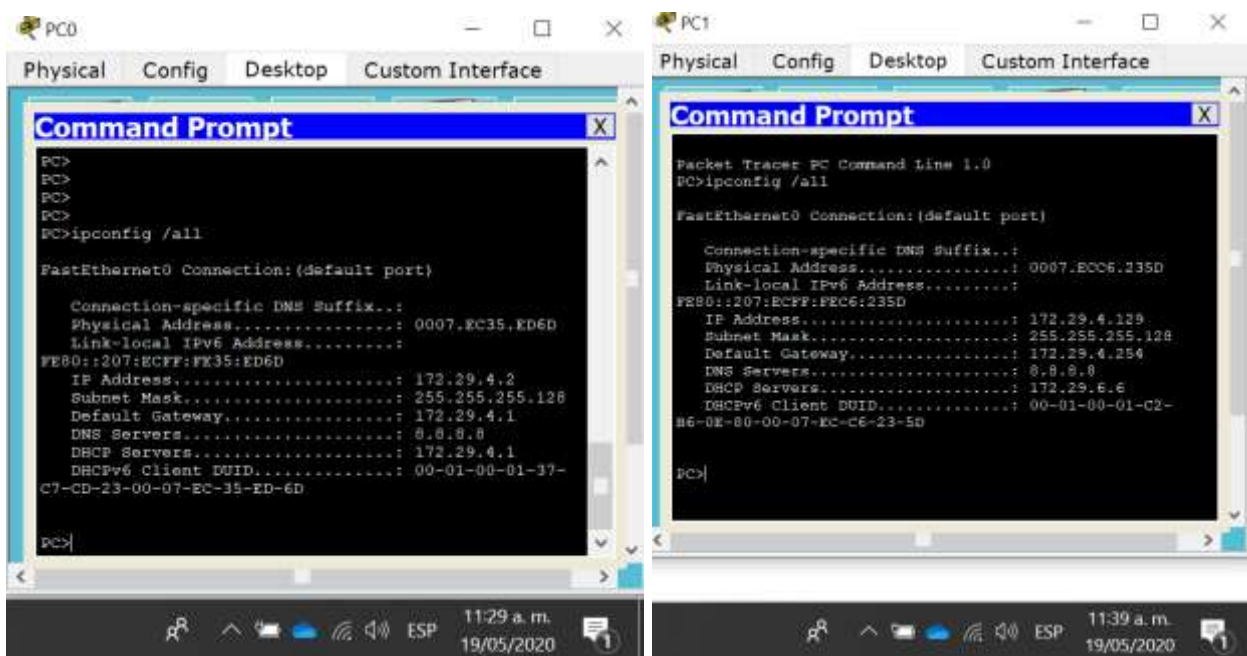 PC0
Physical Config Desktop Custom Interface
Command Prompt X
PC>
PC>
PC>
PC>
PC>ipconfig /all
FastEthernet0 Connection:(default port)
Connection-specific DNS Suffix..:
Physical Address................: 0007.EC35.ED6D
Link-local IPv6 Address.........:
FE80::207:ECFF:FE35:ED6D
IP Address......................: 172.29.4.2
Subnet Mask.....................: 255.255.255.128
Default Gateway.................: 172.29.4.1
DNS Servers.....................: 8.8.8.8
DHCP Servers....................: 172.29.4.1
DHCPv6 Client DUID..............: 00-01-00-01-37-
C7-CD-23-00-07-EC-35-ED-6D
PC>
ESP 11:29 a. m.
19/05/2020
1
PC1
Physical Config Desktop Custom Interface
Command Prompt X
Packet Tracer PC Command Line 1.0
PC>ipconfig /all
FastEthernet0 Connection:(default port)
Connection-specific DNS Suffix..:
Physical Address................: 0007.ECC6.235D
Link-local IPv6 Address.........:
FE80::207:ECFF:FEC6:235D
IP Address......................: 172.29.4.129
Subnet Mask.....................: 255.255.255.128
Default Gateway.................: 172.29.4.254
DNS Servers.....................: 8.8.8.8
DHCP Servers....................: 172.29.6.6
DHCPv6 Client DUID..............: 00-01-00-01-C2-
B6-0E-80-00-07-EC-C6-23-5D
PC>
ESP 11:39 a. m.
19/05/2020
1